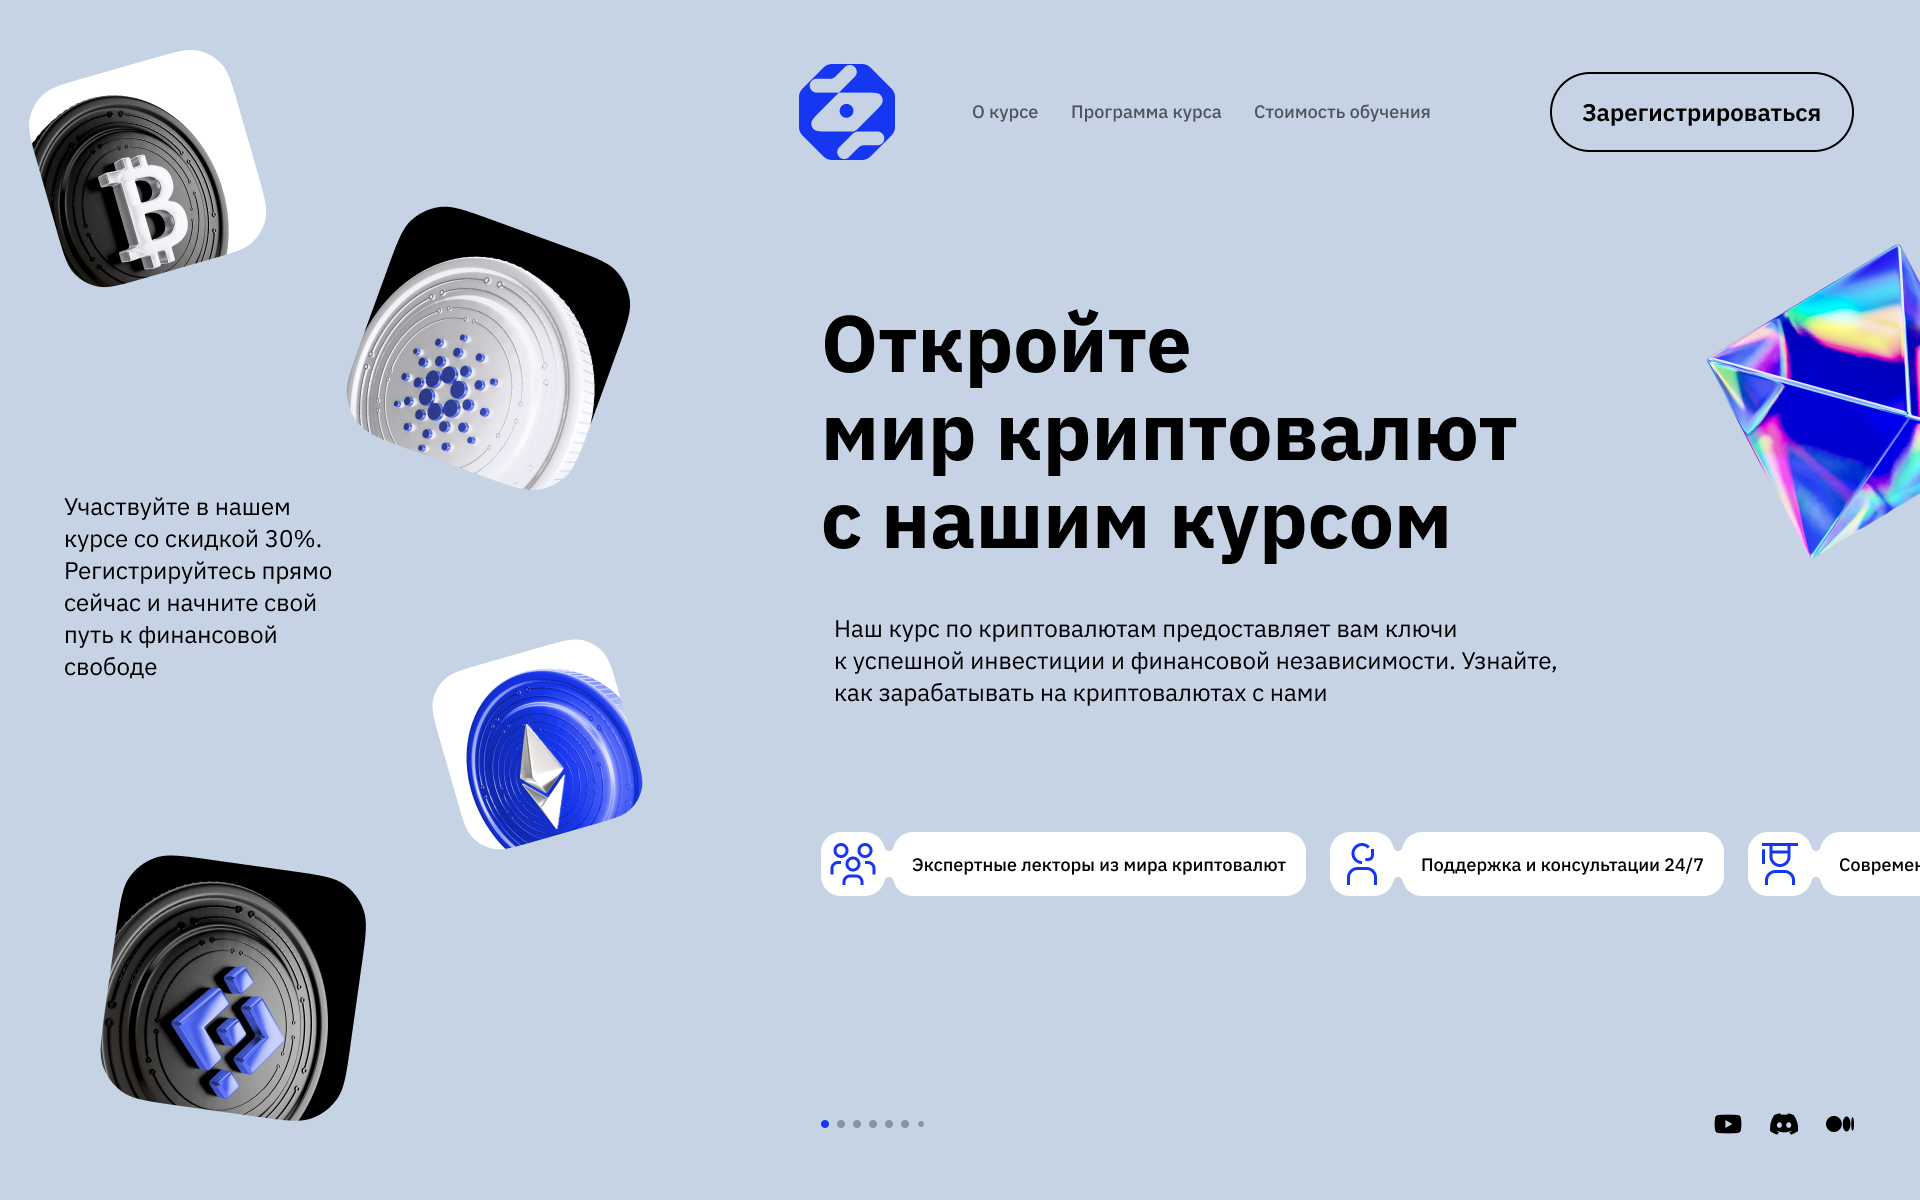 О курсе
Программа курса
Стоимость обучения
Зарегистрироваться
Откройте
мир криптовалют
с нашим курсом
Участвуйте в нашем
курсе со скидкой 30%.
Регистрируйтесь прямо
сейчас и начните свой
путь к финансовой
свободе
Наш курс по криптовалютам предоставляет вам ключи
к успешной инвестиции и финансовой независимости. Узнайте,
как зарабатывать на криптовалютах с нами
Экспертные лекторы из мира криптовалют
Поддержка и консультации 24/7